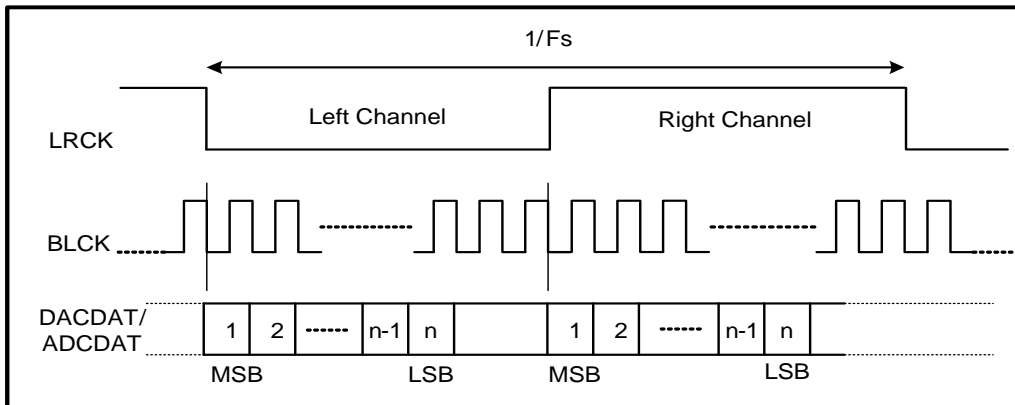 1/Fs
LRCK
Left Channel
Right Channel
BLCK
DACDAT/
ADCDAT
1 2 n-1 n 1 2 n-1 n
MSB LSB MSB LSB